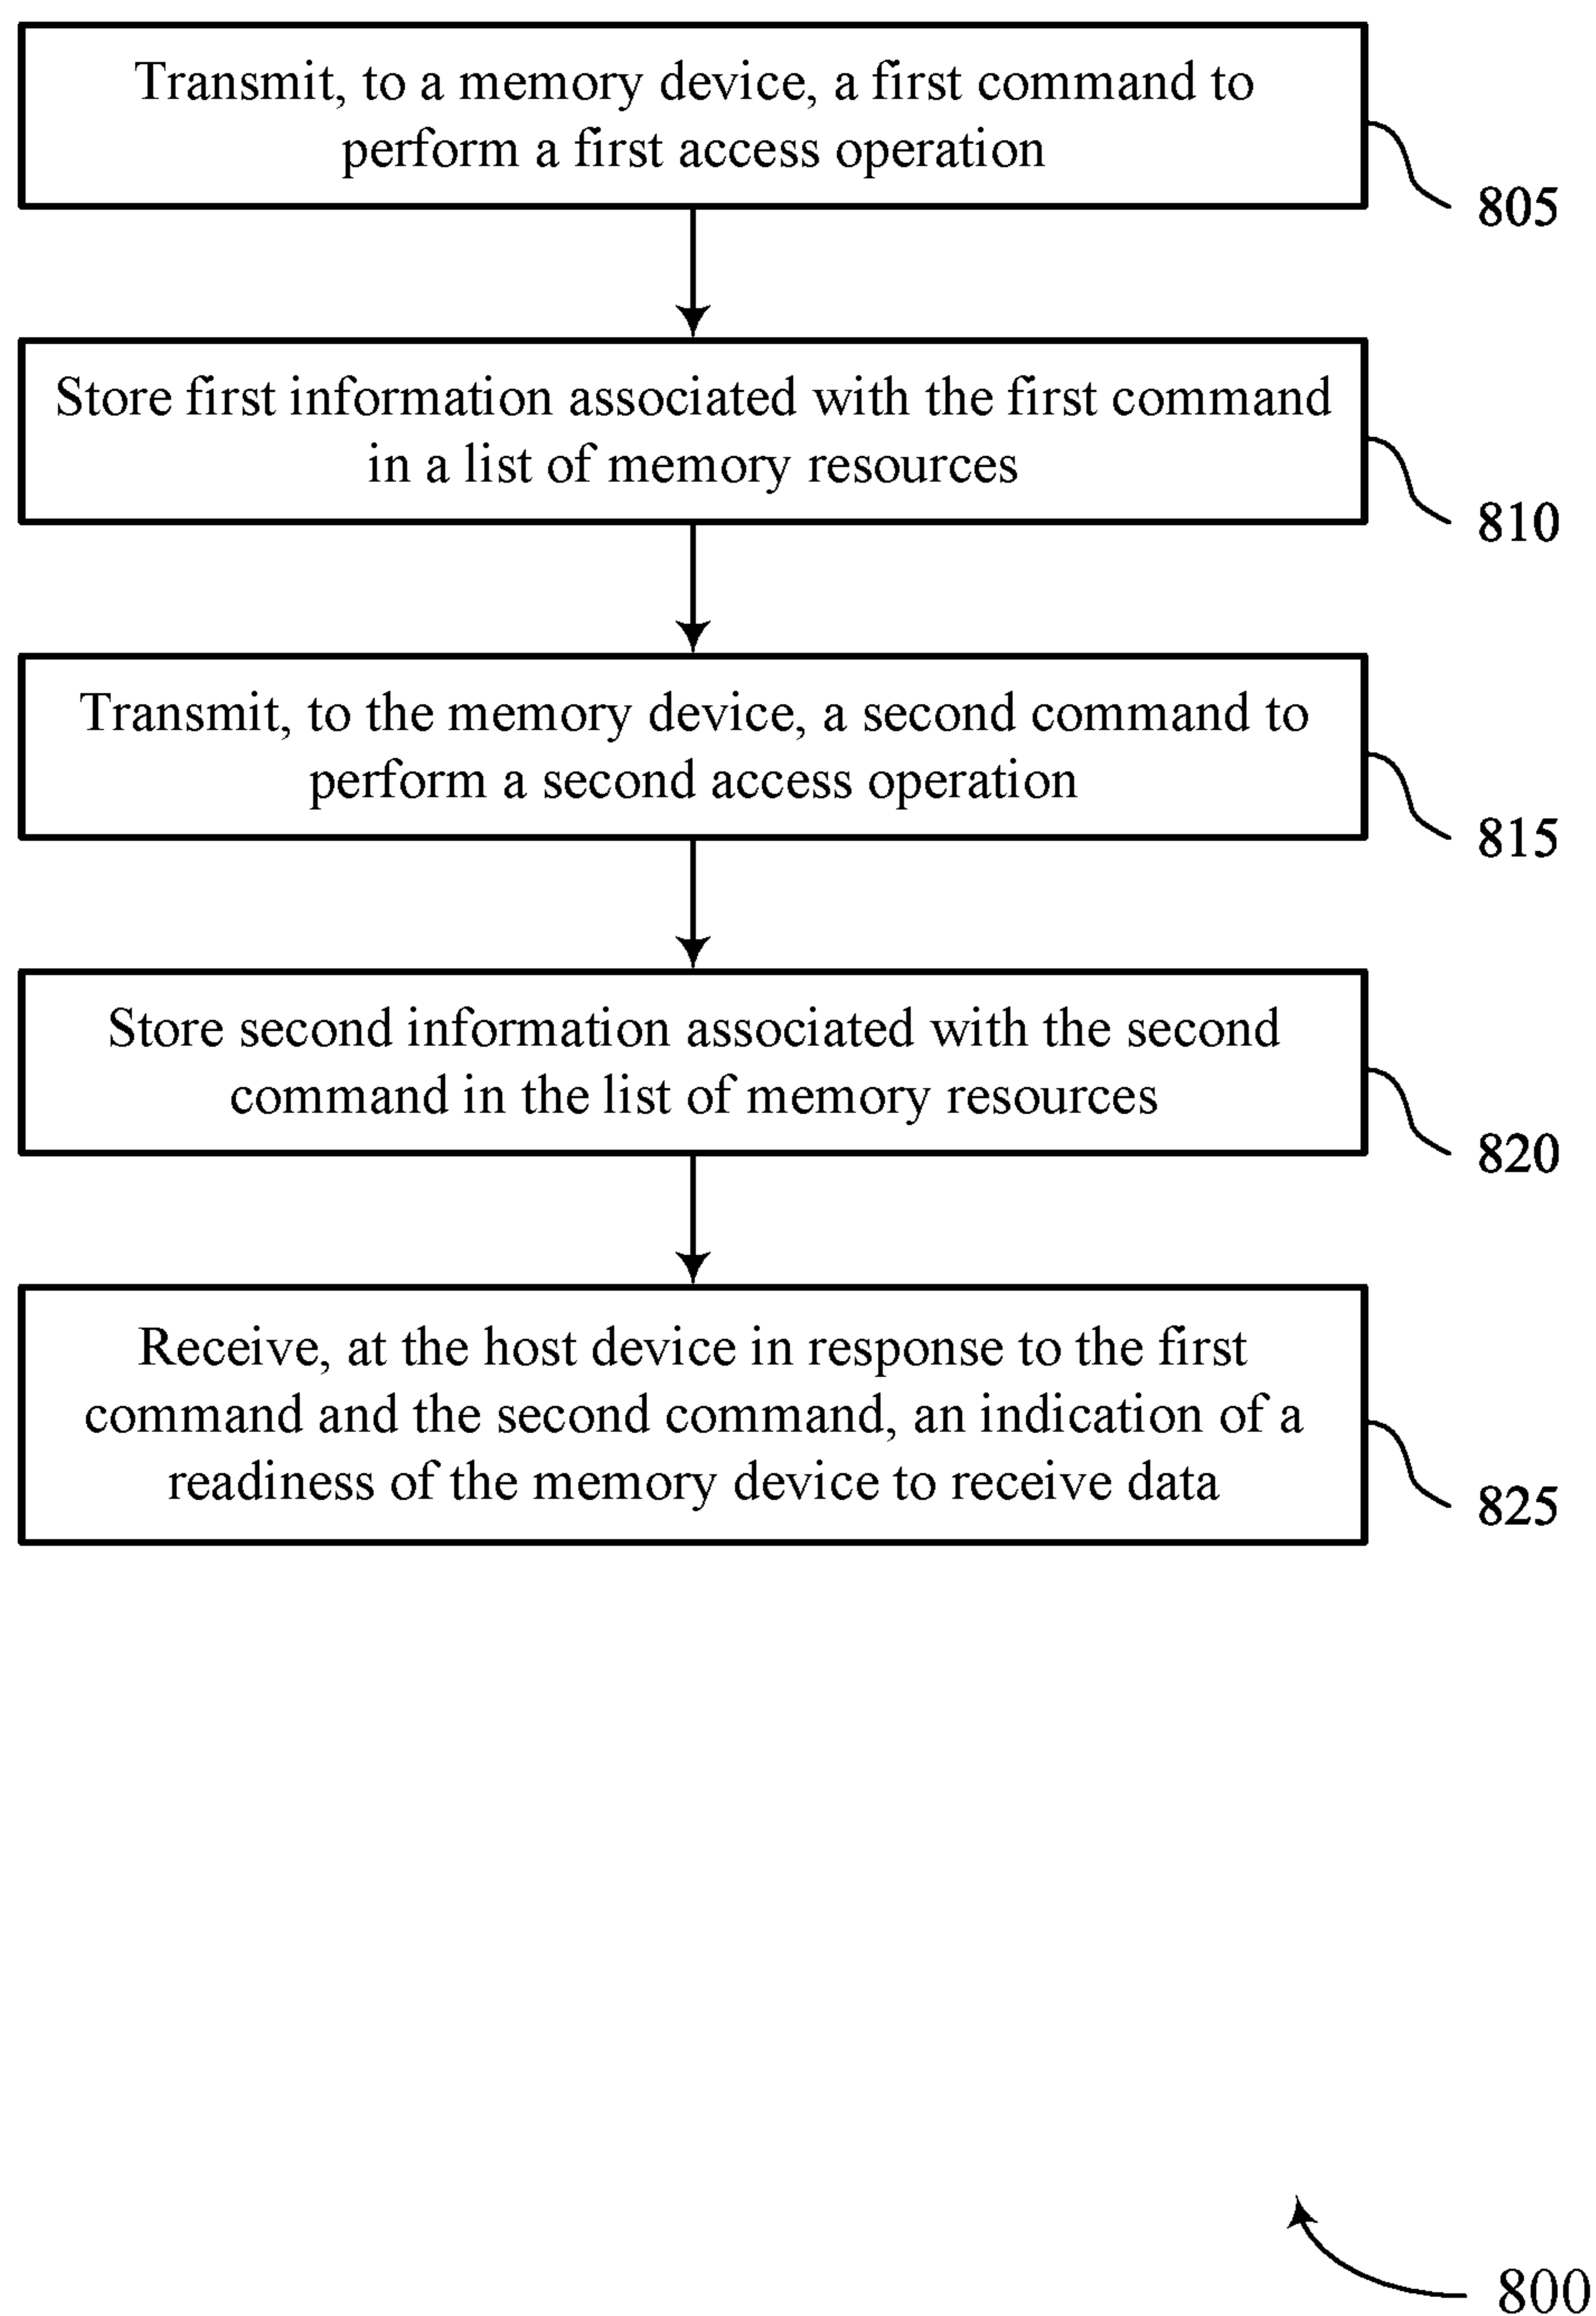 Transmit, to a memory device, a first command to
perform a first access operation
805
Store first information associated with the first command
in a list of memory resources
810
Transmit, to the memory device, a second command to
perform a second access operation
815
Store second information associated with the second
command in the list of memory resources
820
Receive, at the host device in response to the first
command and the second command, an indication of a
readiness of the memory device to receive data
825
800